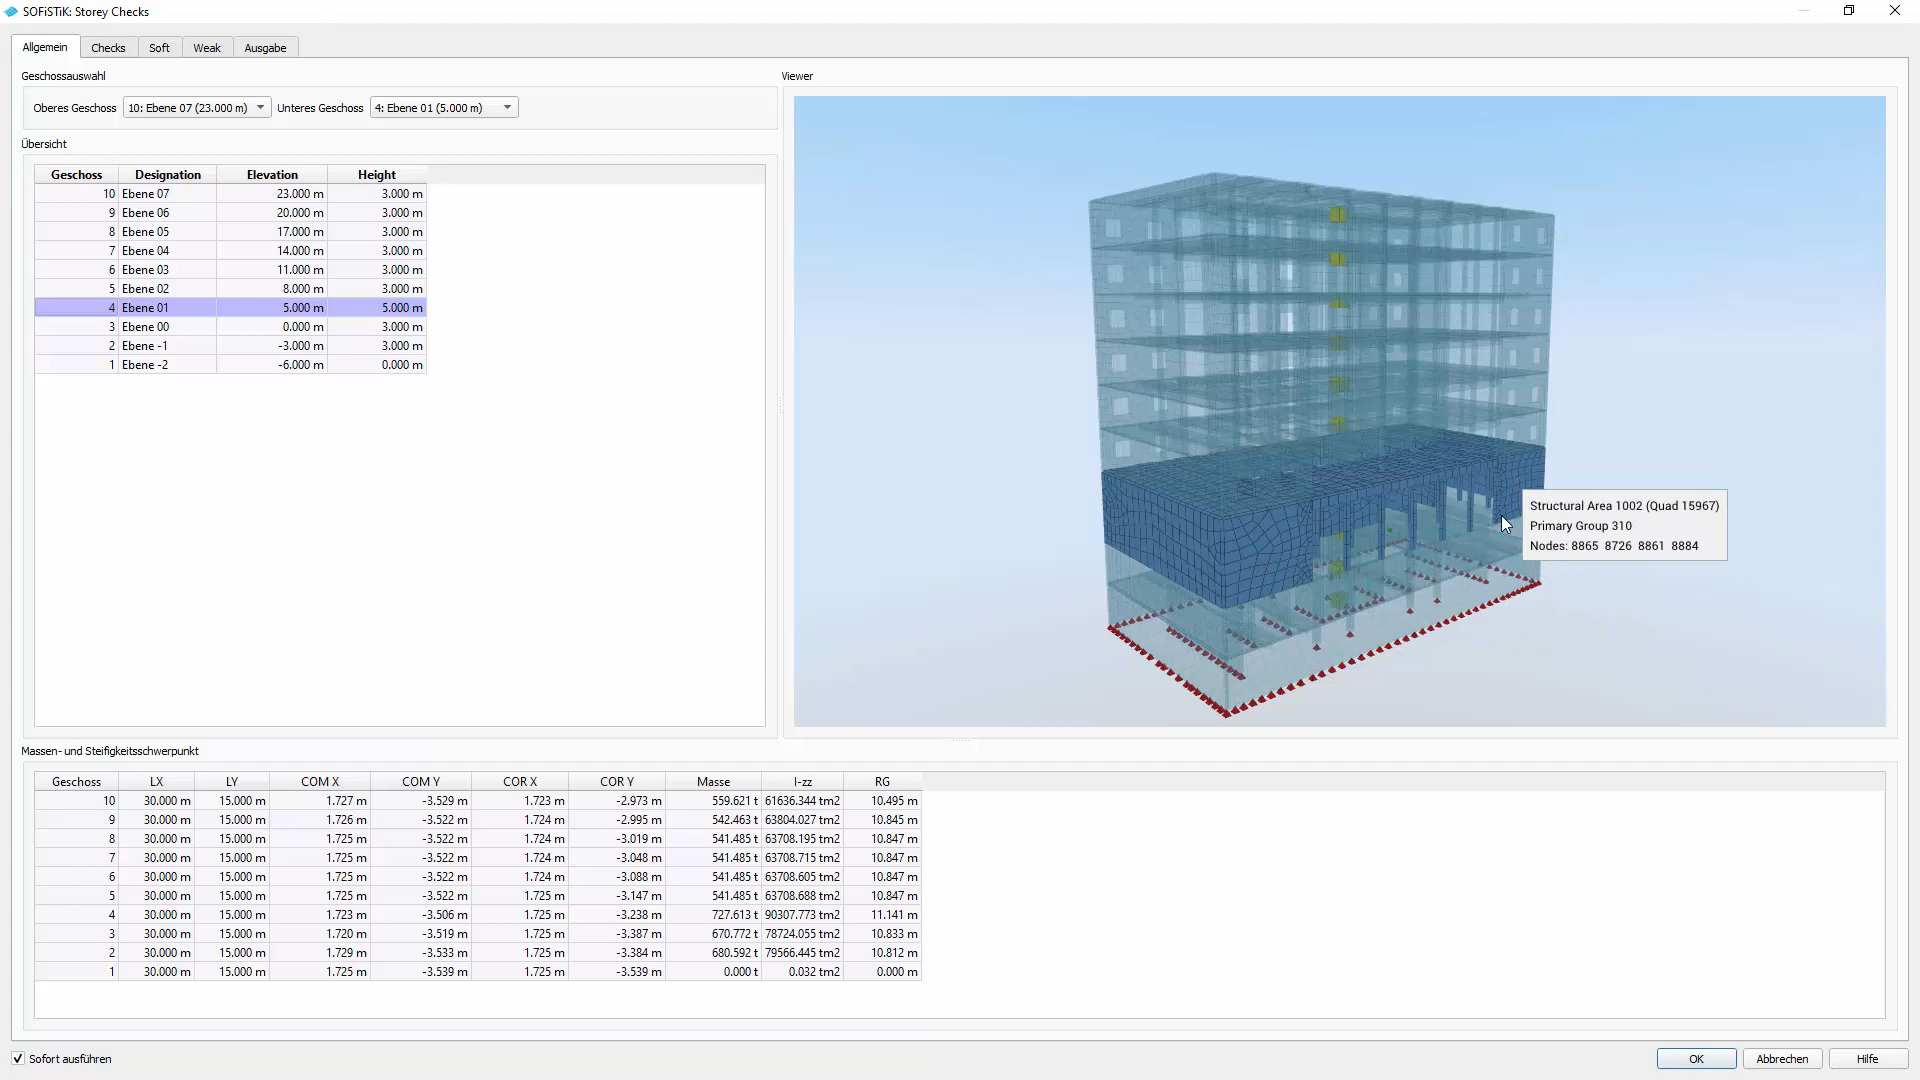 SOFiSTiK: Storey Checks
Allgemein Checks Soft Weak Ausgabe
Geschossauswahl
Oberes Geschoss 10: Ebene 07 (23.000 m) Unteres Geschoss 4: Ebene 01 (5.000 m)
Übersicht
Geschoss Designation Elevation Height
10 Ebene 07 23.000 m 3.000 m
9 Ebene 06 20.000 m 3.000 m
8 Ebene 05 17.000 m 3.000 m
7 Ebene 04 14.000 m 3.000 m
6 Ebene 03 11.000 m 3.000 m
5 Ebene 02 8.000 m 3.000 m
4 Ebene 01 5.000 m 5.000 m
3 Ebene 00 0.000 m 3.000 m
2 Ebene -1 -3.000 m 3.000 m
1 Ebene -2 -6.000 m 0.000 m
Viewer
Structural Area 1002 (Quad 15967)
Primary Group 310
Nodes: 8865 8726 8861 8884
Massen- und Steifigkeitsschwerpunkt
Geschoss LX LY COM X COM Y COR X COR Y Masse I-zz RG
10 30.000 m 15.000 m 1.727 m -3.529 m 1.723 m -2.973 m 559.621 t 61636.344 tm2 10.495 m
9 30.000 m 15.000 m 1.726 m -3.522 m 1.724 m -2.995 m 542.463 t 63804.027 tm2 10.845 m
8 30.000 m 15.000 m 1.725 m -3.522 m 1.724 m -3.019 m 541.485 t 63708.195 tm2 10.847 m
7 30.000 m 15.000 m 1.725 m -3.522 m 1.724 m -3.048 m 541.485 t 63708.715 tm2 10.847 m
6 30.000 m 15.000 m 1.725 m -3.522 m 1.724 m -3.088 m 541.485 t 63708.605 tm2 10.847 m
5 30.000 m 15.000 m 1.725 m -3.522 m 1.725 m -3.147 m 541.485 t 63708.688 tm2 10.847 m
4 30.000 m 15.000 m 1.723 m -3.506 m 1.725 m -3.238 m 727.613 t 90307.773 tm2 11.141 m
3 30.000 m 15.000 m 1.720 m -3.519 m 1.725 m -3.387 m 670.772 t 78724.055 tm2 10.833 m
2 30.000 m 15.000 m 1.729 m -3.533 m 1.725 m -3.384 m 680.592 t 79566.445 tm2 10.812 m
1 30.000 m 15.000 m 1.725 m -3.539 m 1.725 m -3.539 m 0.000 t 0.032 tm2 0.000 m
Sofort ausführen
OK Abbrechen Hilfe